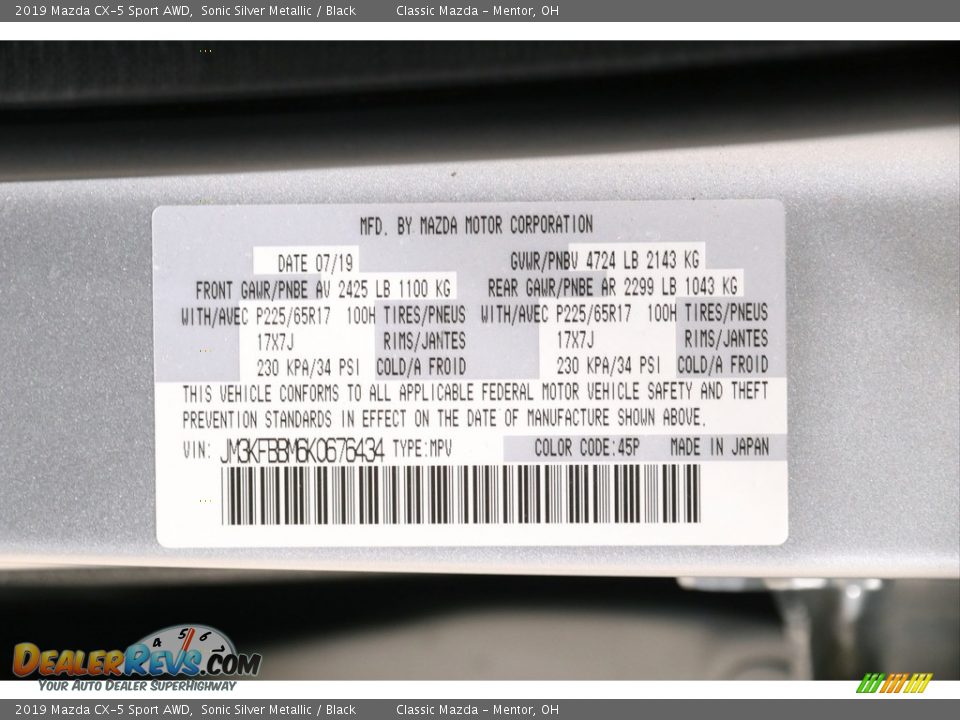 2019 Mazda CX-5 Sport AWD, Sonic Silver Metallic / Black Classic Mazda - Mentor, OH
MFD. BY MAZDA MOTOR CORPORATION
DATE 07/19 GVWR/PNBV 4724 LB 2143 KG
FRONT GAWR/PNBE AV 2425 LB 1100 KG REAR GAWR/PNBE AR 2299 LB 1043 KG
WITH/AVEC P225/65R17 100H TIRES/PNEUS WITH/AVEC P225/65R17 100H TIRES/PNEUS
17X7J RIMS/JANTES 17X7J RIMS/JANTES
230 KPA/34 PSI COLD/A FROID 230 KPA/34 PSI COLD/A FROID
THIS VEHICLE CONFORMS TO ALL APPLICABLE FEDERAL MOTOR VEHICLE SAFETY AND THEFT
PREVENTION STANDARDS IN EFFECT ON THE DATE OF MANUFACTURE SHOWN ABOVE.
VIN: JM3KFBBM6K0676434 TYPE:MPV COLOR CODE:45P MADE IN JAPAN
4 5 6
DEALERREVS.COM
YOUR AUTO DEALER SUPERHIGHWAY
2019 Mazda CX-5 Sport AWD, Sonic Silver Metallic / Black Classic Mazda - Mentor, OH